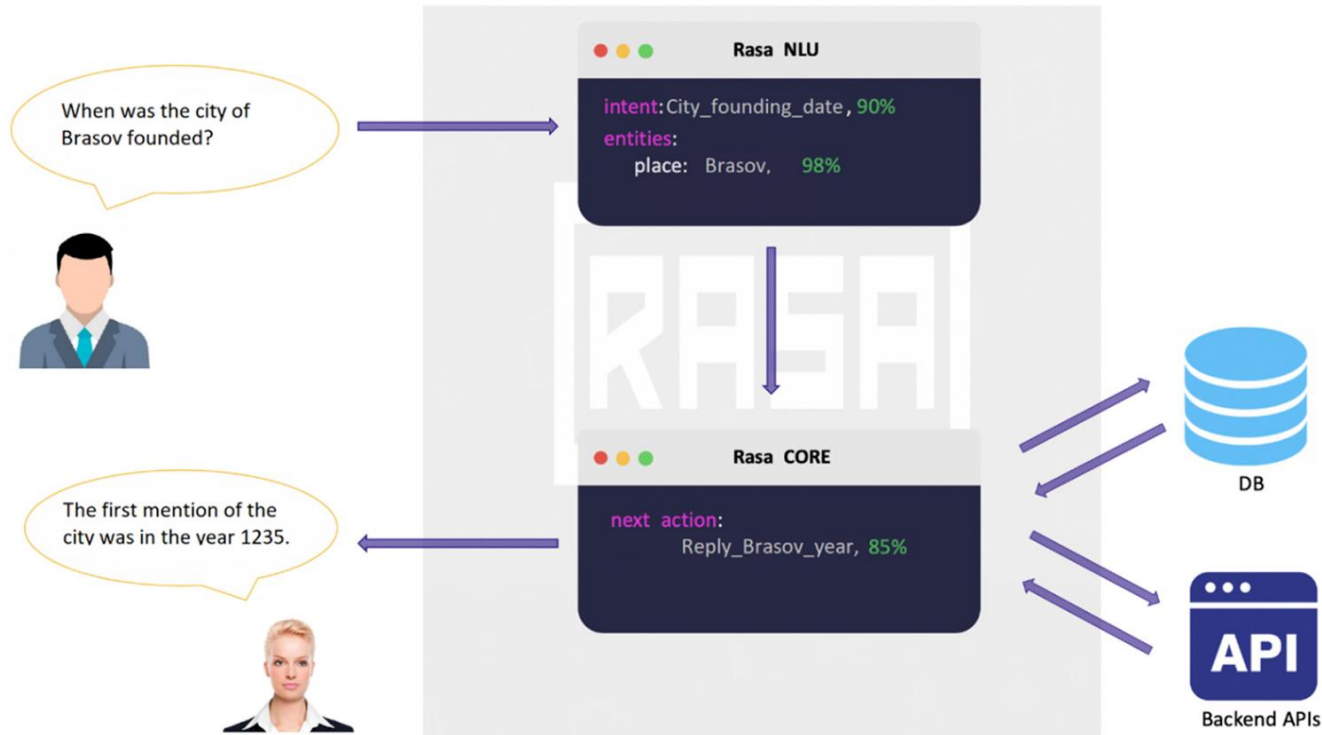 When was the city of
Brasov founded?
Rasa NLU
intent:City_founding_date, 90%
entities:
place: Brasov, 98%
RASA
The first mention of the
city was in the year 1235.
Rasa CORE
next action:
Reply_Brasov_year, 85%
DB
API
Backend APIs